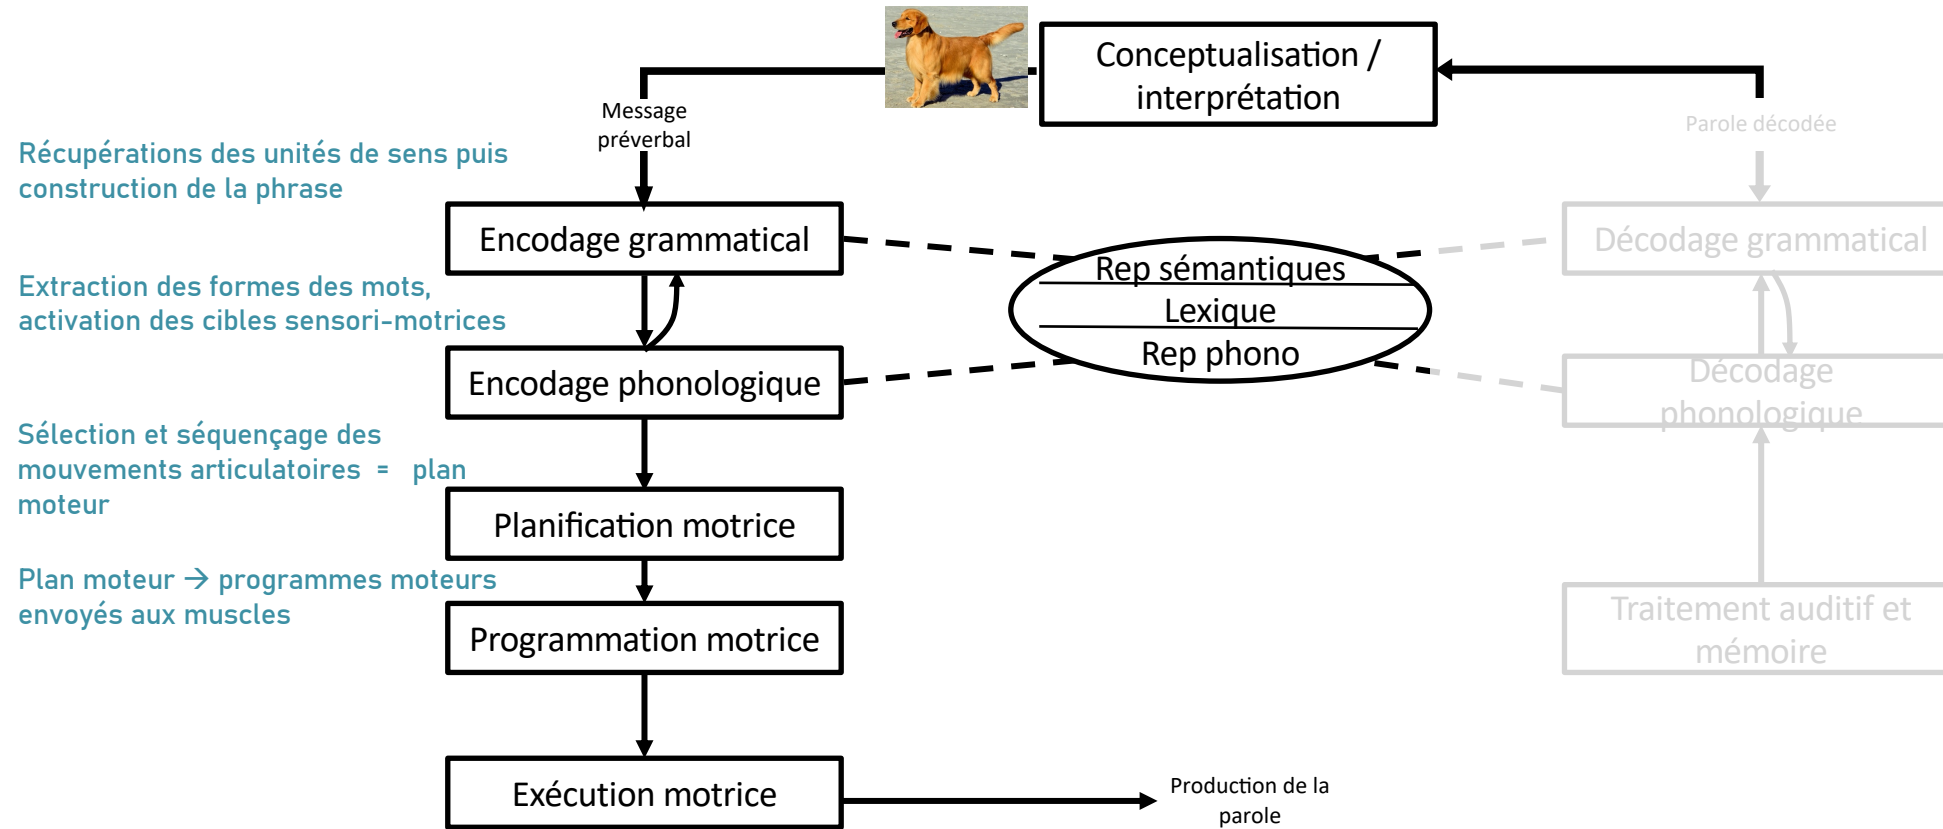 Conceptualisation /
interprétation
Message
préverbal
Parole décodée
Récupérations des unités de sens puis
construction de la phrase
Encodage grammatical
Décodage grammatical
Rep sémantiques
Lexique
Rep phono
Extraction des formes des mots,
activation des cibles sensori-motrices
Encodage phonologique
Décodage
phonologique
Sélection et séquençage des
mouvements articulatoires = plan
moteur
Planification motrice
Plan moteur → programmes moteurs
envoyés aux muscles
Programmation motrice
Traitement auditif et
mémoire
Exécution motrice
Production de la
parole